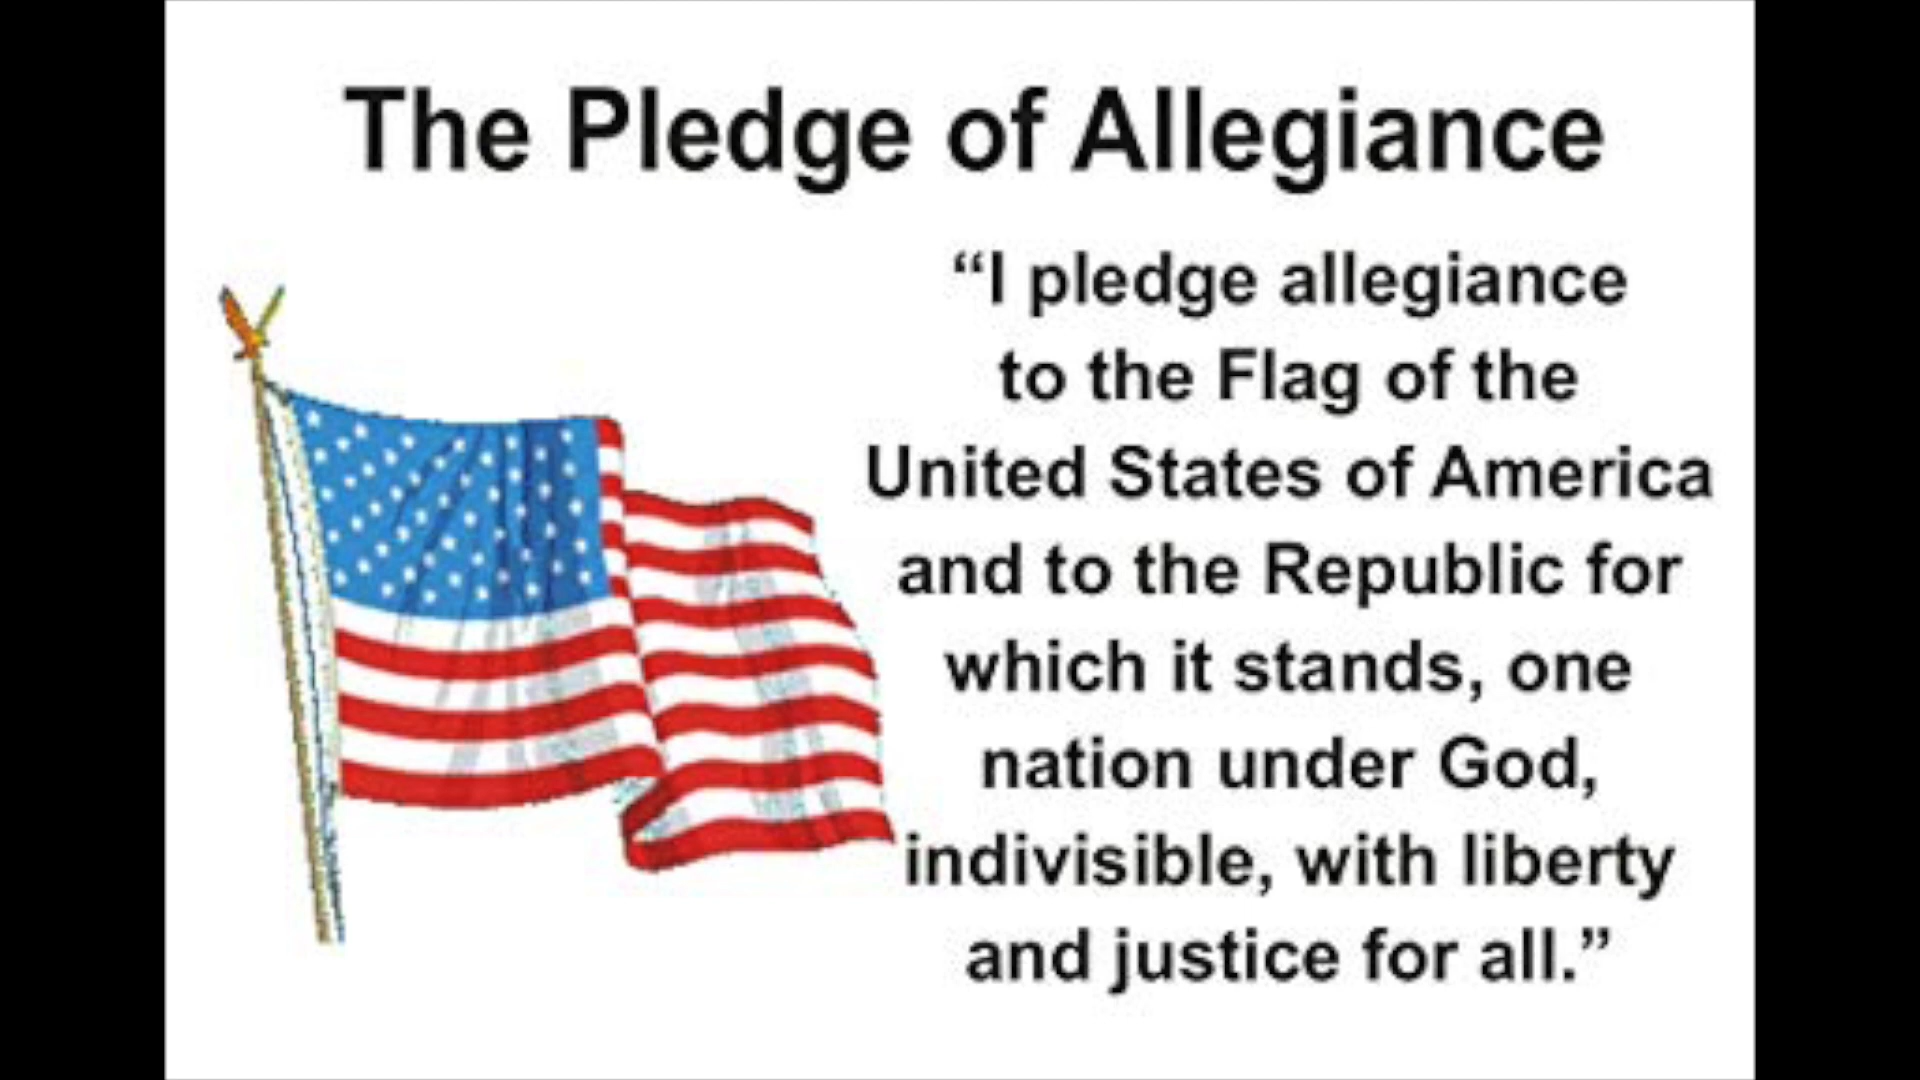 The Pledge of Allegiance
“I pledge allegiance
to the Flag of the
United States of America
and to the Republic for
which it stands, one
nation under God,
indivisible, with liberty
and justice for all.”